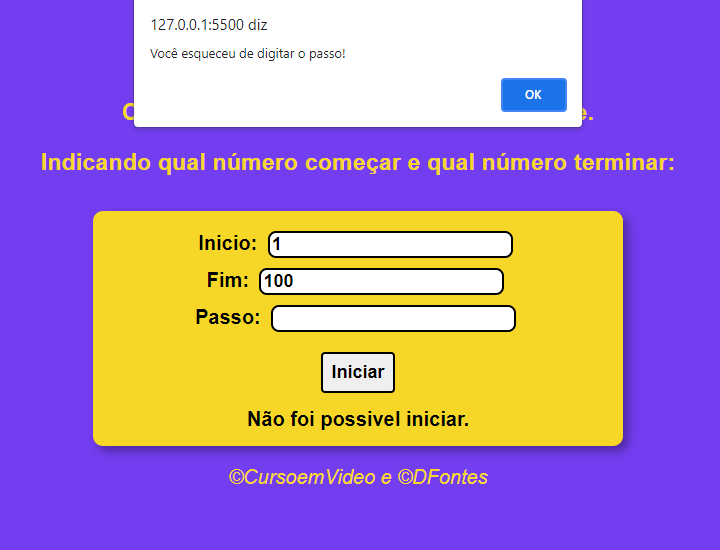 127.0.0.1:5500 diz
Você esqueceu de digitar o passo!
OK
Indicando qual número começar e qual número terminar:
Inicio: 1
Fim: 100
Passo:
Iniciar
Não foi possivel iniciar.
©CursoemVideo e ©DFontes